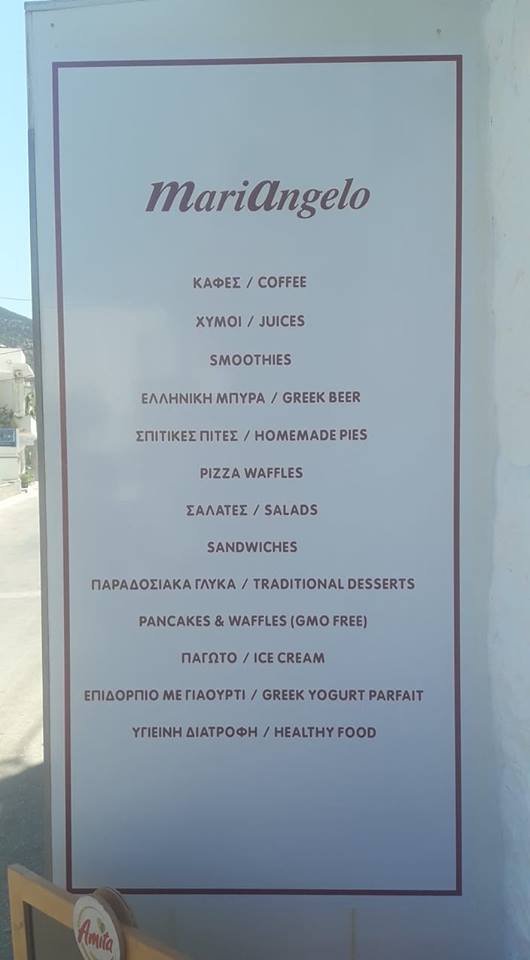 mariangelo
ΚΑΦΕΣ / COFFEE
ΧΥΜΟΙ / JUICES
SMOOTHIES
ΕΛΛΗΝΙΚΗ ΜΠΥΡΑ / GREEK BEER
ΣΠΙΤΙΚΕΣ ΠΙΤΕΣ / HOMEMADE PIES
PIZZA WAFFLES
ΣΑΛΑΤΕΣ / SALADS
SANDWICHES
ΠΑΡΑΔΟΣΙΑΚΑ ΓΛΥΚΑ / TRADITIONAL DESSERTS
PANCAKES & WAFFLES (GMO FREE)
ΠΑΓΩΤΟ / ICE CREAM
ΕΠΙΔΟΡΠΙΟ ΜΕ ΓΙΑΟΥΡΤΙ / GREEK YOGURT PARFAIT
ΥΓΙΕΙΝΗ ΔΙΑΤΡΟΦΗ / HEALTHY FOOD
Amita